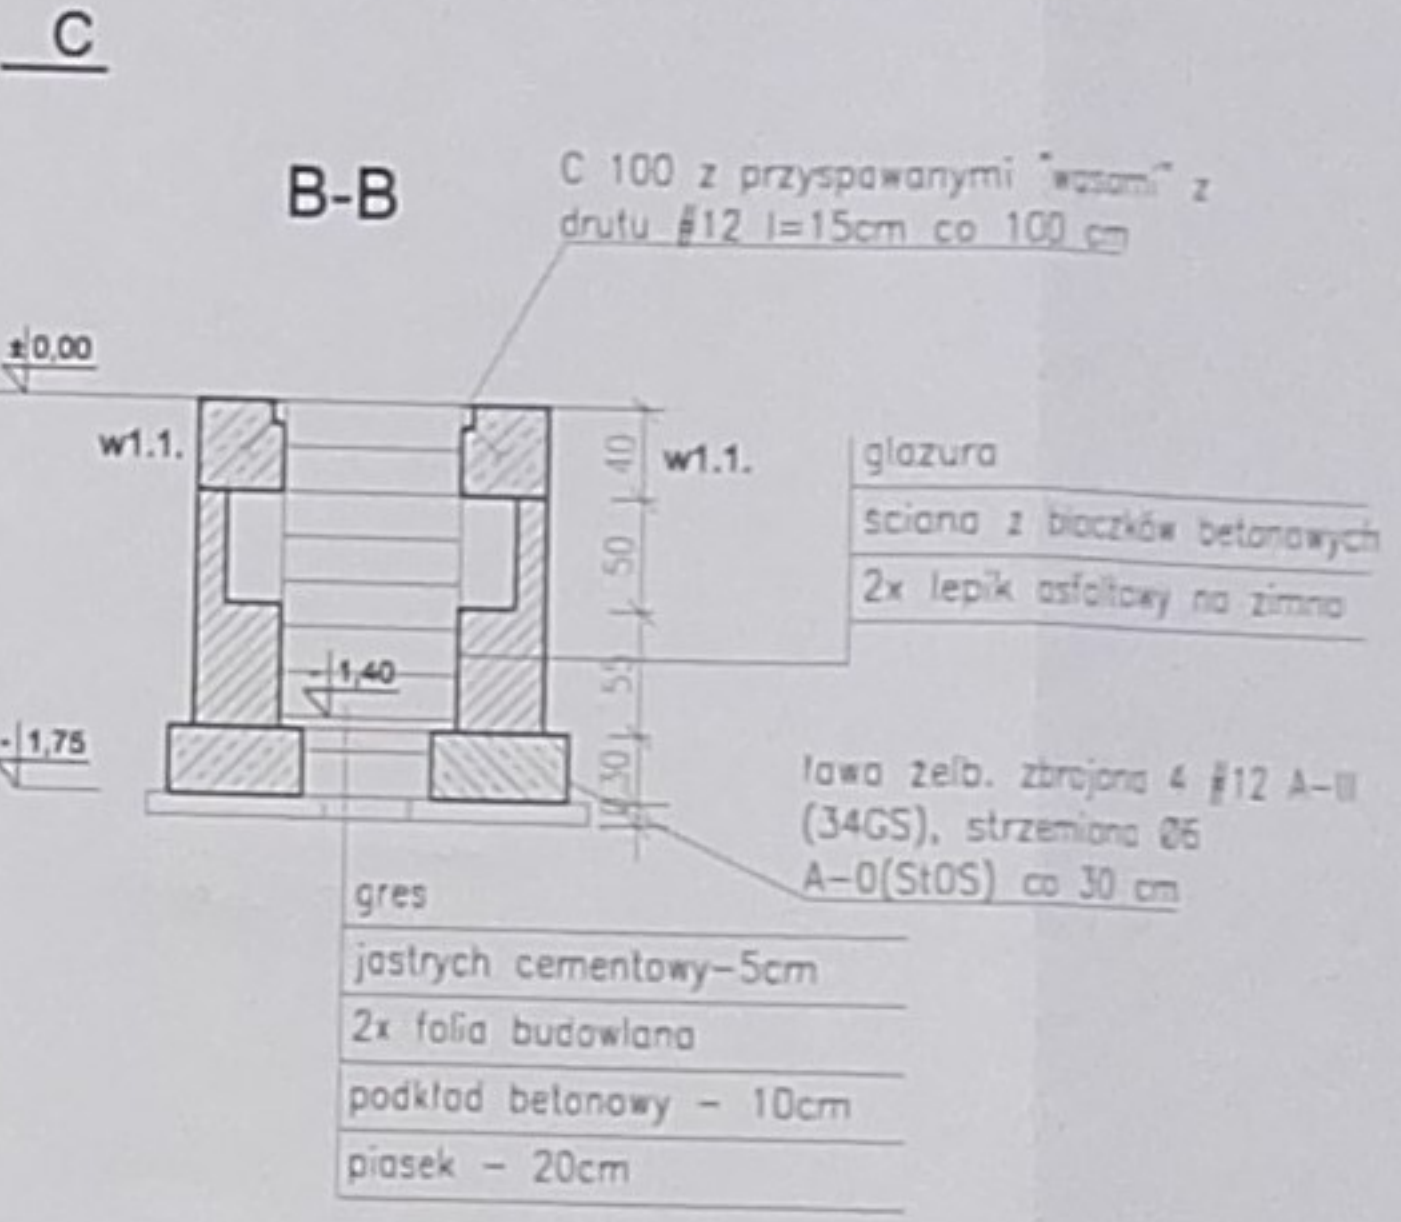 C
B-B
C 100 z przyspawanymi "wąsami" z
drutu #12 l=15cm co 100 cm
±0,00
w1.1.
40
w1.1.
glazura
ściana z bloczków betonowych
50
2x lepik asfaltowy na zimno
55
-1,40
-1,75
30
ława żelb. zbrojona 4 #12 A-III
(34GS), strzemiona Ø6
A-0(St0S) co 30 cm
gres
jastrych cementowy-5cm
2x folia budowlana
podkład betonowy - 10cm
piasek - 20cm